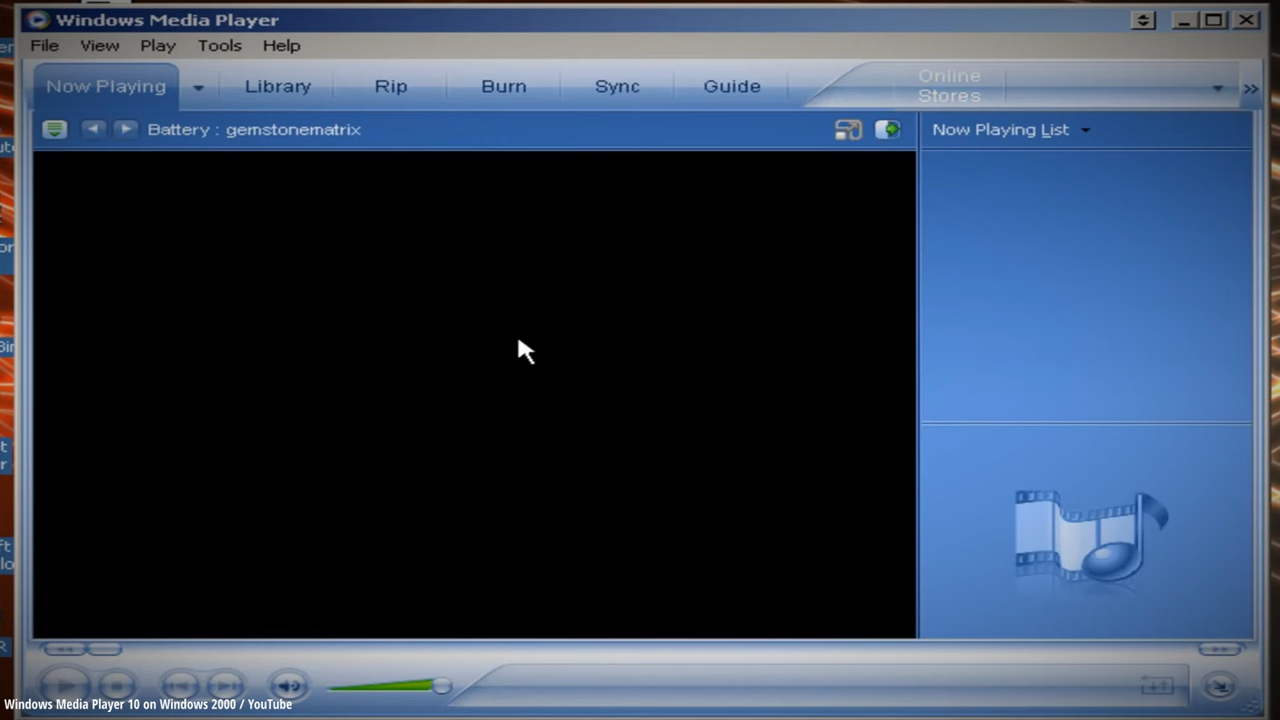 Windows Media Player
File View Play Tools Help
Now Playing Library Rip Burn Sync Guide Online
Stores
Battery : gemstonematrix Now Playing List
Windows Media Player 10 on Windows 2000 / YouTube